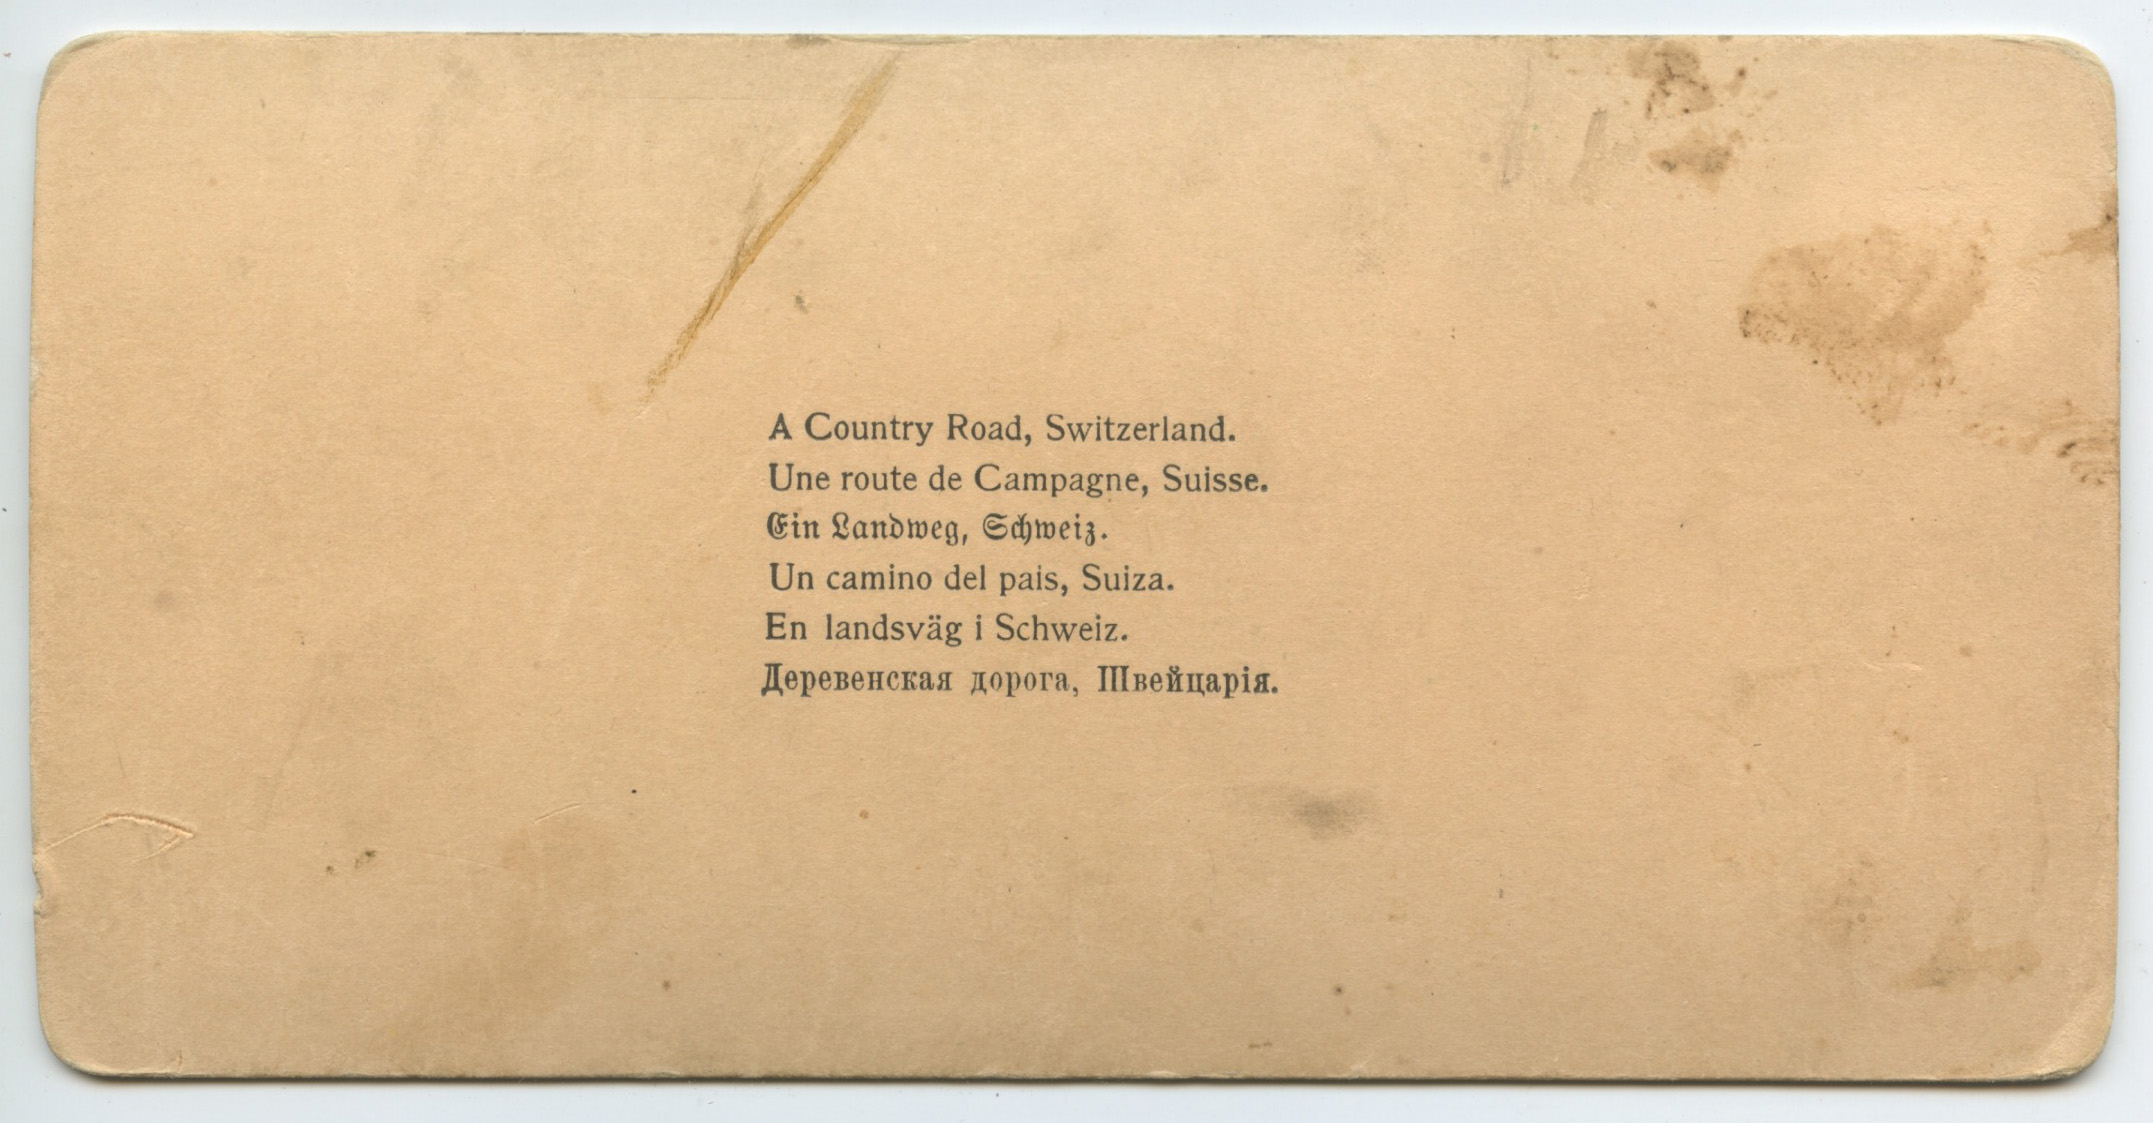 A Country Road, Switzerland.
Une route de Campagne, Suisse.
Ein Landweg, Schweiz.
Un camino del pais, Suiza.
En landsväg i Schweiz.
Деревенская дорога, Швейцарія.